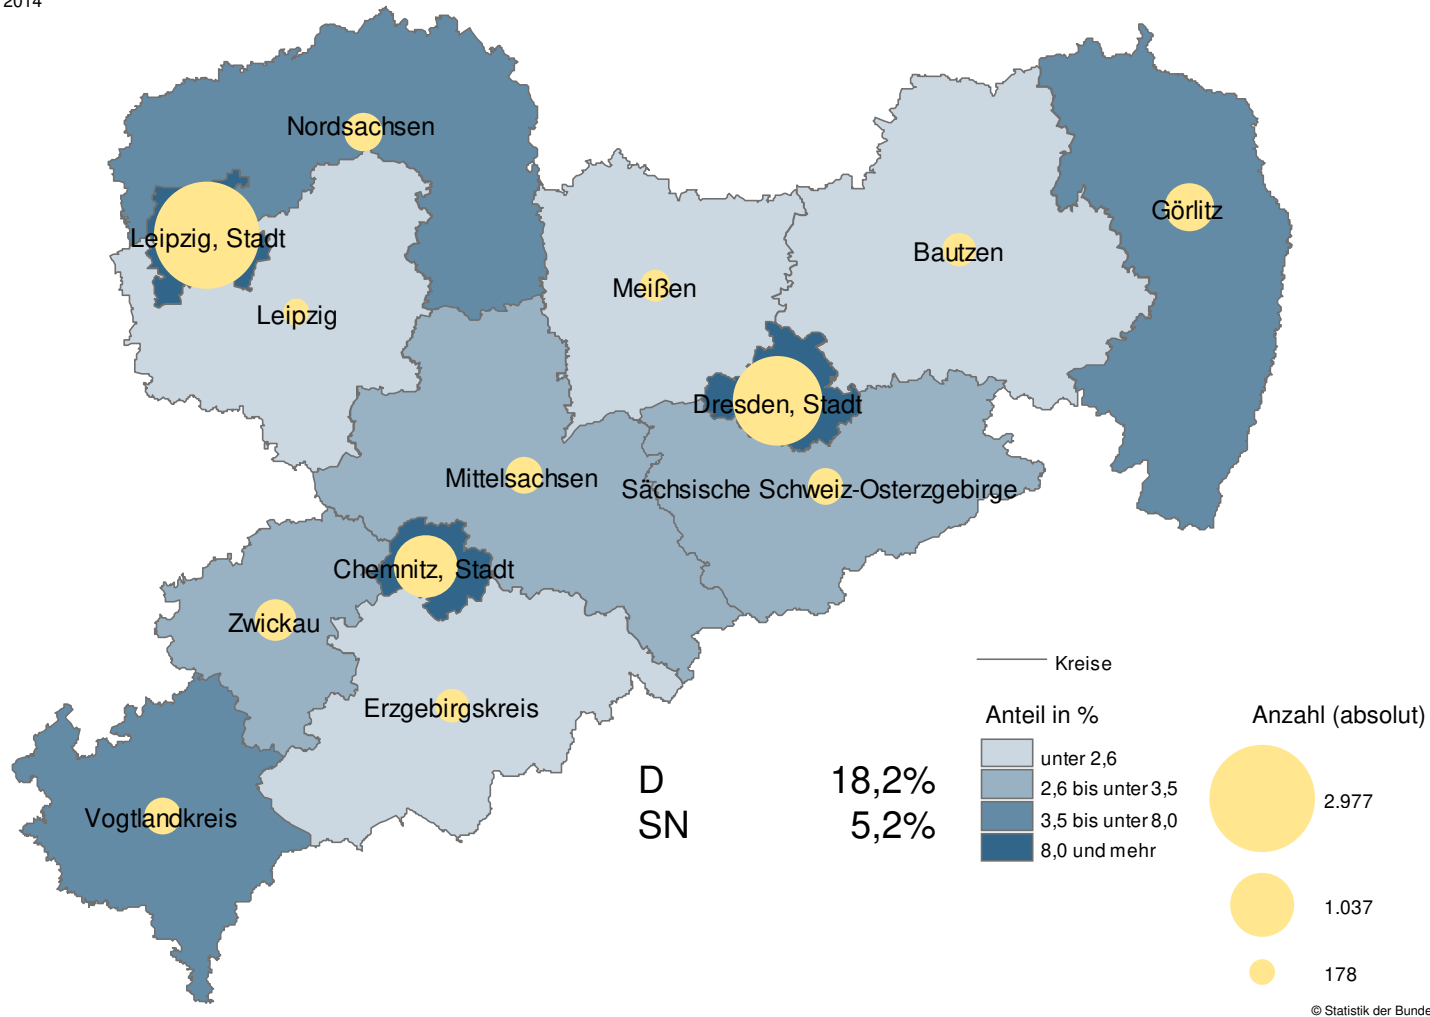 2014
Nordsachsen
Görlitz
Leipzig, Stadt
Bautzen
Meißen
Leipzig
Dresden, Stadt
Mittelsachsen
Sächsische Schweiz-Osterzgebirge
Chemnitz, Stadt
Zwickau
Kreise
Erzgebirgskreis
Anteil in %
Anzahl (absolut)
unter 2,6
D 18,2%
2,6 bis unter 3,5
2.977
Vogtlandkreis
SN 5,2%
3,5 bis unter 8,0
8,0 und mehr
1.037
178
© Statistik der Bunde